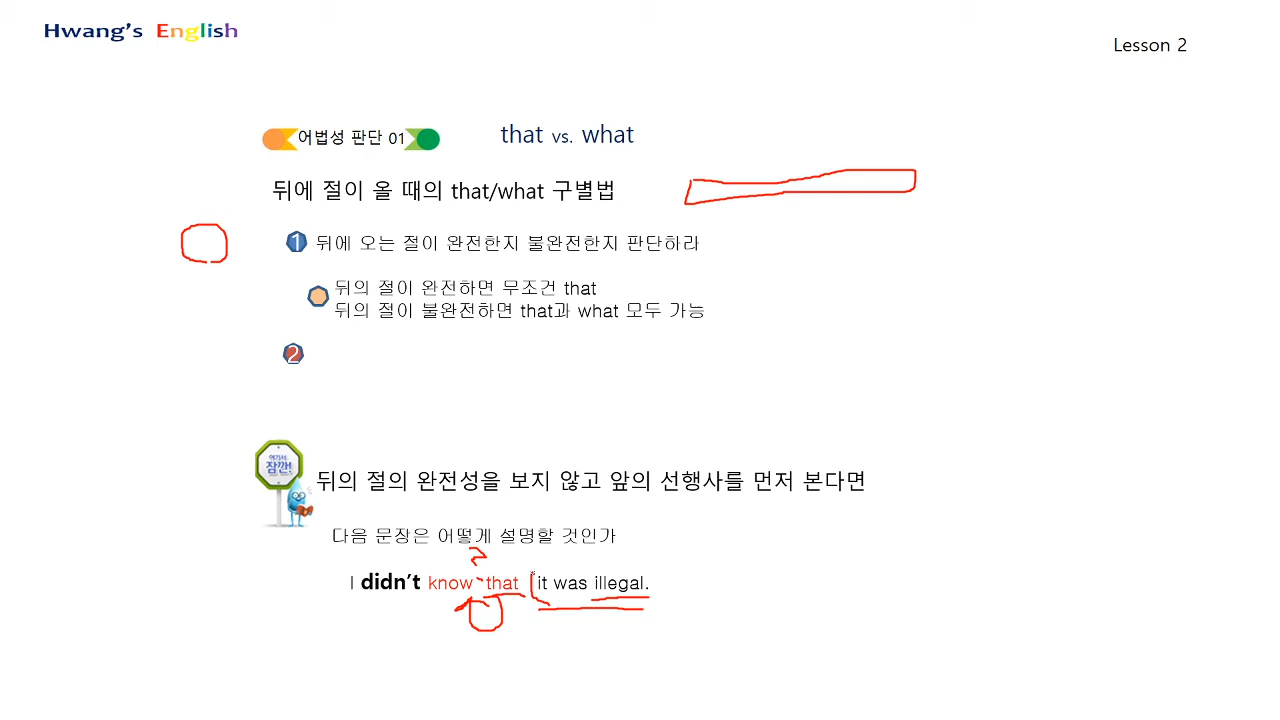 Hwang's English
Lesson 2
어법성 판단 01
that vs. what
뒤에 절이 올 때의 that/what 구별법
1 뒤에 오는 절이 완전한지 불완전한지 판단하라
뒤의 절이 완전하면 무조건 that
뒤의 절이 불완전하면 that과 what 모두 가능
2
여기서
잠깐!
뒤의 절의 완전성을 보지 않고 앞의 선행사를 먼저 본다면
다음 문장은 어떻게 설명할 것인가
?
I didn't know that it was illegal.